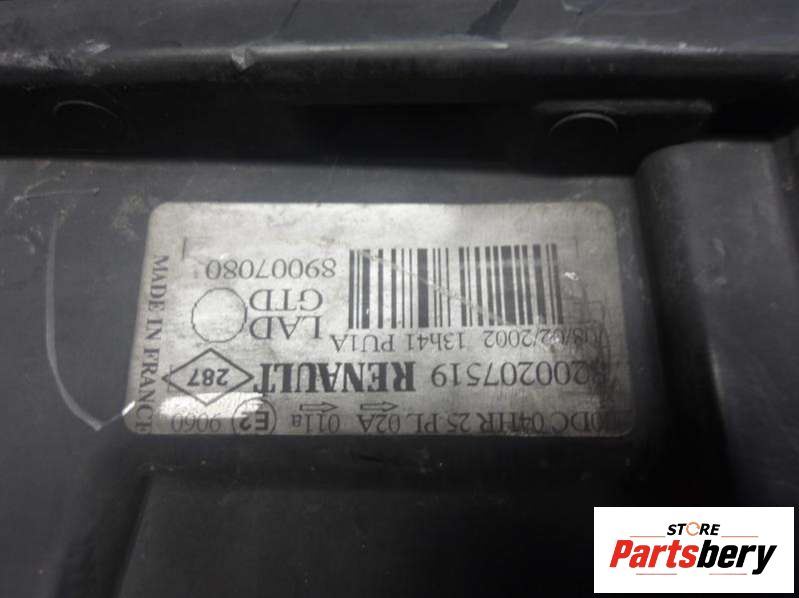 10DC 04HR 25 PL 02A 011a E2 9060
200207519 RENAULT 287
18/02/2002 13h41 PU1A
LAD
GTD
89007080
MADE IN FRANCE
STORE
Partsbery